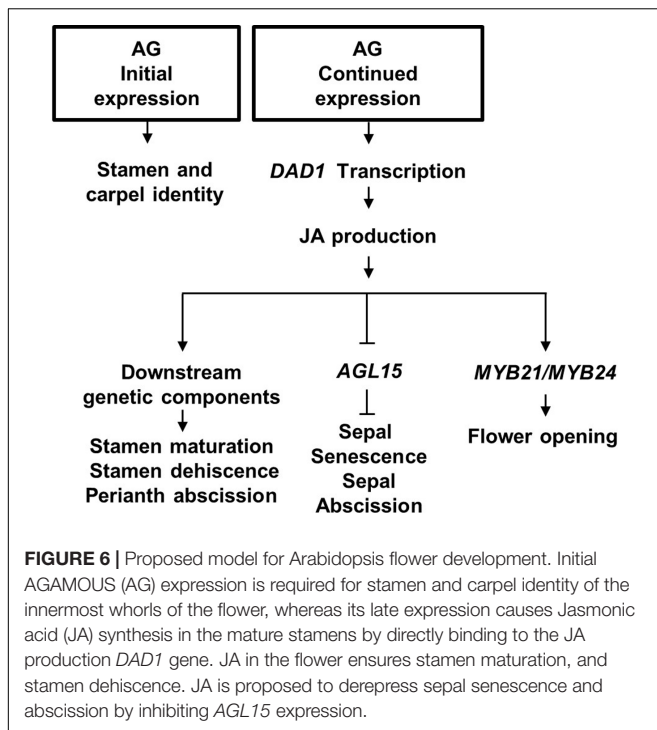 AG
Initial
expression
AG
Continued
expression
Stamen and
carpel identity
DAD1 Transcription
JA production
Downstream
genetic components
AGL15
MYB21/MYB24
Stamen maturation
Stamen dehiscence
Perianth abscission
Sepal
Senescence
Sepal
Abscission
Flower opening
FIGURE 6 | Proposed model for Arabidopsis flower development. Initial
AGAMOUS (AG) expression is required for stamen and carpel identity of the
innermost whorls of the flower, whereas its late expression causes Jasmonic
acid (JA) synthesis in the mature stamens by directly binding to the JA
production DAD1 gene. JA in the flower ensures stamen maturation, and
stamen dehiscence. JA is proposed to derepress sepal senescence and
abscission by inhibiting AGL15 expression.